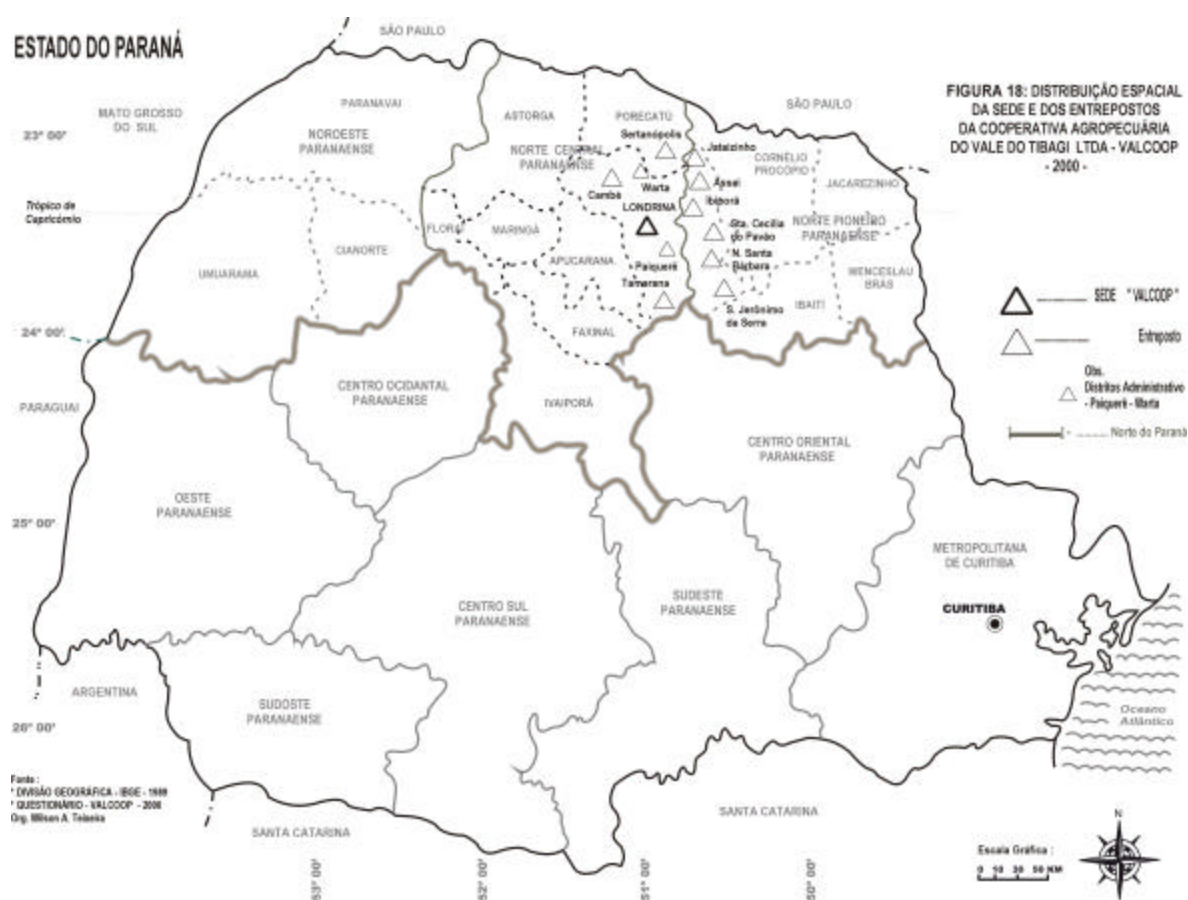 ESTADO DO PARANÁ
SÃO PAULO
FIGURA 18: DISTRIBUIÇÃO ESPACIAL
DA SEDE E DOS ENTREPOSTOS
DA COOPERATIVA AGROPECUÁRIA
DO VALE DO TIBAGI LTDA - VALCOOP
- 2000 -
MATO GROSSO
DO SUL
PARANAVAI
ASTORGA
PORECATÚ
SÃO PAULO
23° 00'
NOROESTE
PARANAENSE
NORTE CENTRAL
PARANAENSE
Sertanópolis
Jataizinho
CORNÉLIO
PROCÓPIO
JACAREZINHO
Cambé
Warta
Assaí
Ibiporã
Trópico de
Capricórnio
LONDRINA
FLORAÍ
MARINGÁ
Sta. Cecília
do Pavão
NORTE PIONEIRO
PARANAENSE
CIANORTE
UMUARAMA
APUCARANA
Paiquerê
N. Santa
Bárbara
WENCESLAU
BRÁS
Tamarana
S. Jerônimo
da Serra
IBAITÍ
FAXINAL
SEDE "VALCOOP"
Entreposto
Obs.
Distritos Administrativo
- Paiquerê - Warta
Norte do Paraná
24° 00'
PARAGUAI
CENTRO OCIDANTAL
PARANAENSE
IVAIPORÃ
CENTRO ORIENTAL
PARANAENSE
OESTE
PARANAENSE
25° 00'
METROPOLITANA
DE CURITIBA
CURITIBA
CENTRO SUL
PARANAENSE
SUDESTE
PARANAENSE
ARGENTINA
SUDOSTE
PARANAENSE
Oceano
Atlântico
26° 00'
Fonte :
* DIVISÃO GEOGRÁFICA - IBGE - 1989
* QUESTIONÁRIO - VALCOOP - 2000
Org. Wilson A. Teixeira
SANTA CATARINA
SANTA CATARINA
53° 00'
52° 00'
51° 00'
50° 00'
N
Escala Gráfica :
0 10 30 50 KM